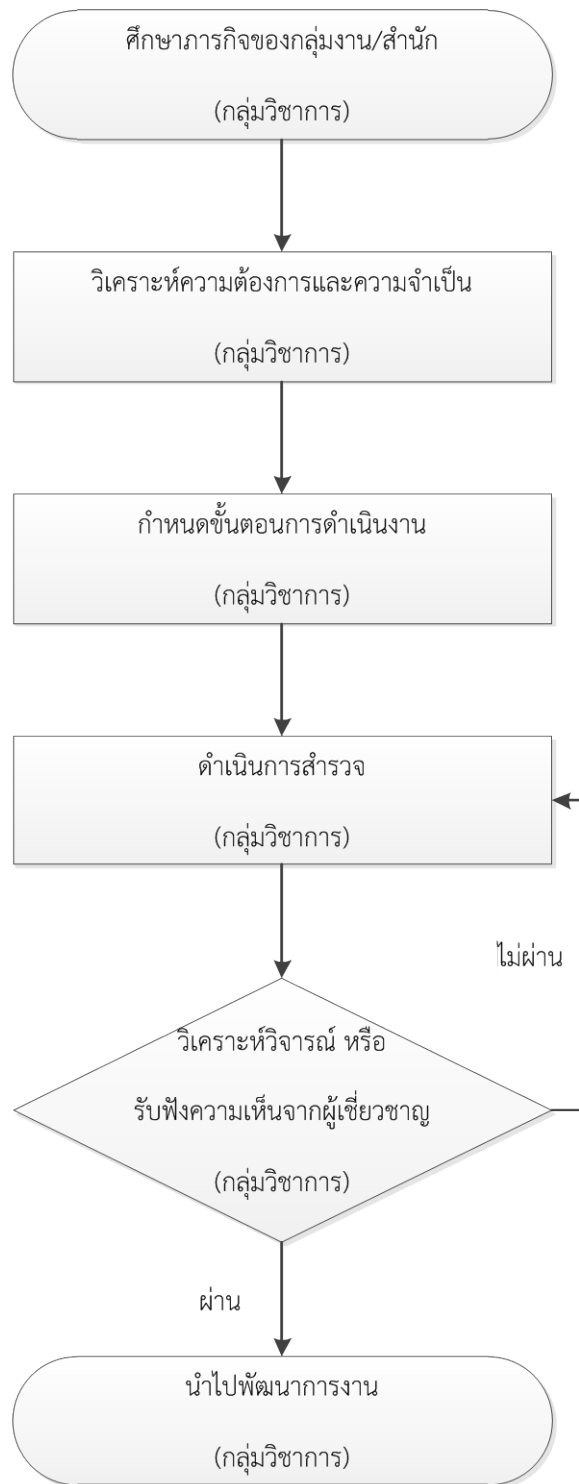 ศึกษาภารกิจของกลุ่มงาน/สำนัก
(กลุ่มวิชาการ)
วิเคราะห์ความต้องการและความจำเป็น
(กลุ่มวิชาการ)
กำหนดขั้นตอนการดำเนินงาน
(กลุ่มวิชาการ)
ดำเนินการสำรวจ
(กลุ่มวิชาการ)
ไม่ผ่าน
วิเคราะห์วิจารณ์ หรือ
รับฟังความเห็นจากผู้เชี่ยวชาญ
(กลุ่มวิชาการ)
ผ่าน
นำไปพัฒนาการงาน
(กลุ่มวิชาการ)